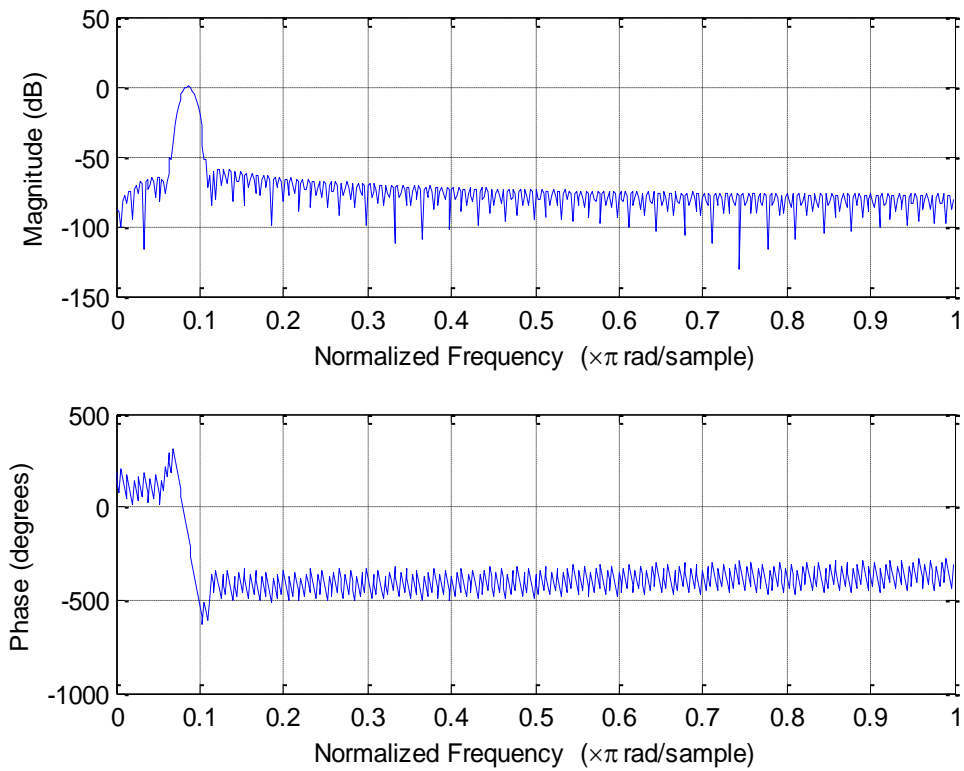 50
0
-50
-100
-150
Magnitude (dB)
0 0.1 0.2 0.3 0.4 0.5 0.6 0.7 0.8 0.9 1
Normalized Frequency (×π rad/sample)
500
0
-500
-1000
Phase (degrees)
0 0.1 0.2 0.3 0.4 0.5 0.6 0.7 0.8 0.9 1
Normalized Frequency (×π rad/sample)